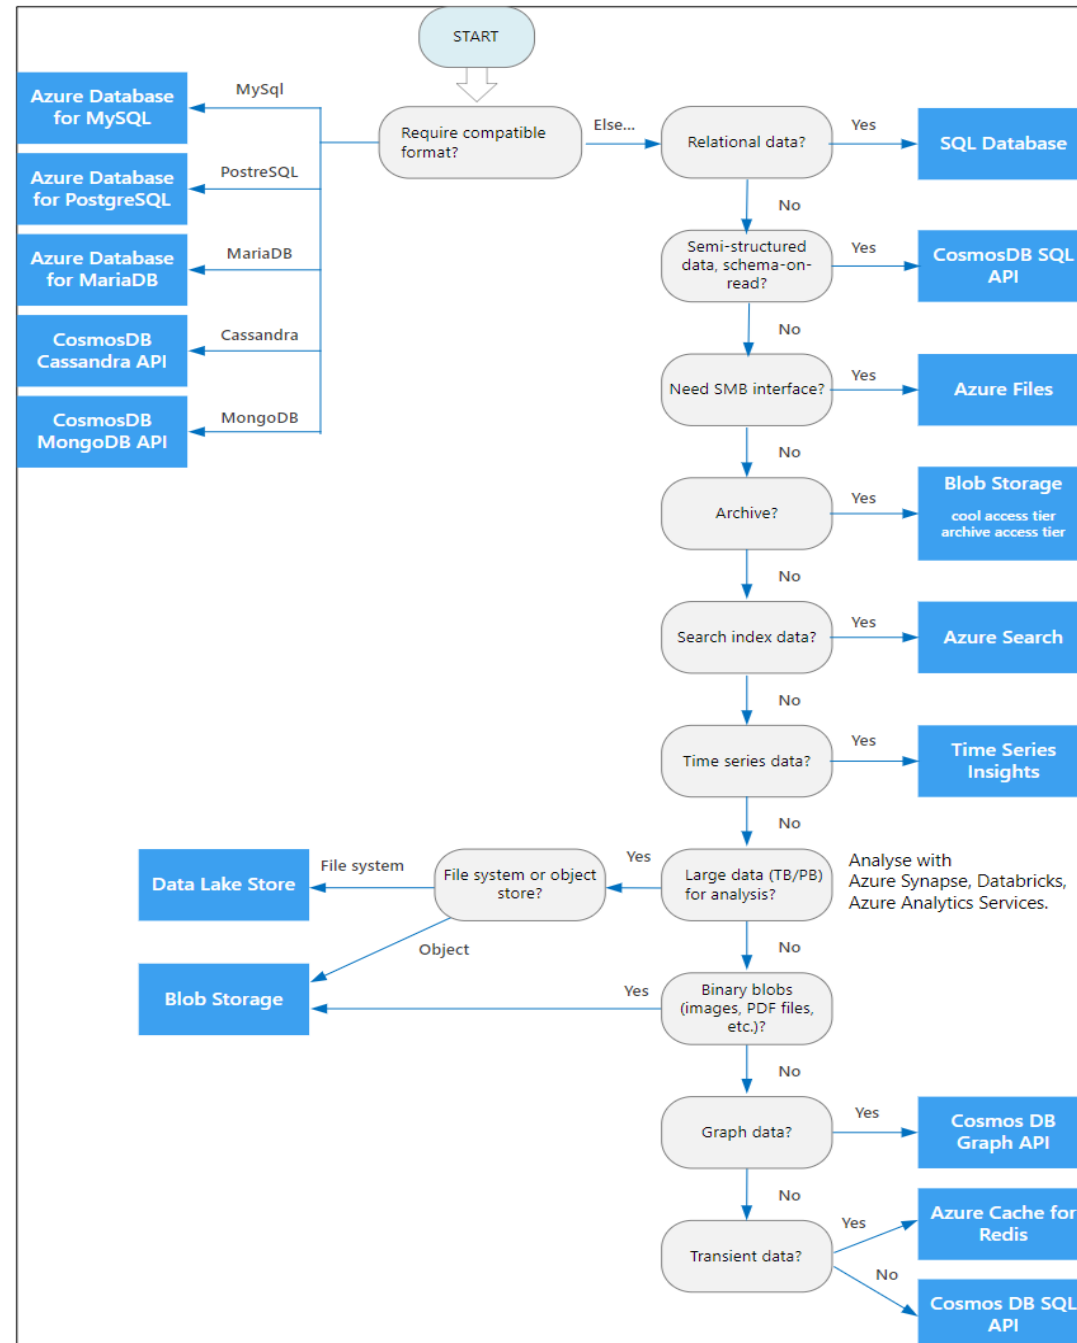 START
Require compatible
format?
MySql
PostreSQL
MariaDB
Cassandra
MongoDB
Azure Database
for MySQL
Azure Database
for PostgreSQL
Azure Database
for MariaDB
CosmosDB
Cassandra API
CosmosDB
MongoDB API
Else...
Relational data?
Yes
SQL Database
No
Semi-structured
data, schema-on-
read?
Yes
CosmosDB SQL
API
No
Need SMB interface?
Yes
Azure Files
No
Archive?
Yes
Blob Storage
cool access tier
archive access tier
No
Search index data?
Yes
Azure Search
No
Time series data?
Yes
Time Series
Insights
No
Large data (TB/PB)
for analysis?
Analyse with
Azure Synapse, Databricks,
Azure Analytics Services.
Yes
File system or object
store?
File system
Data Lake Store
Object
Blob Storage
No
Binary blobs
(images, PDF files,
etc.)?
Yes
No
Graph data?
Yes
Cosmos DB
Graph API
No
Transient data?
Yes
Azure Cache for
Redis
No
Cosmos DB SQL
API